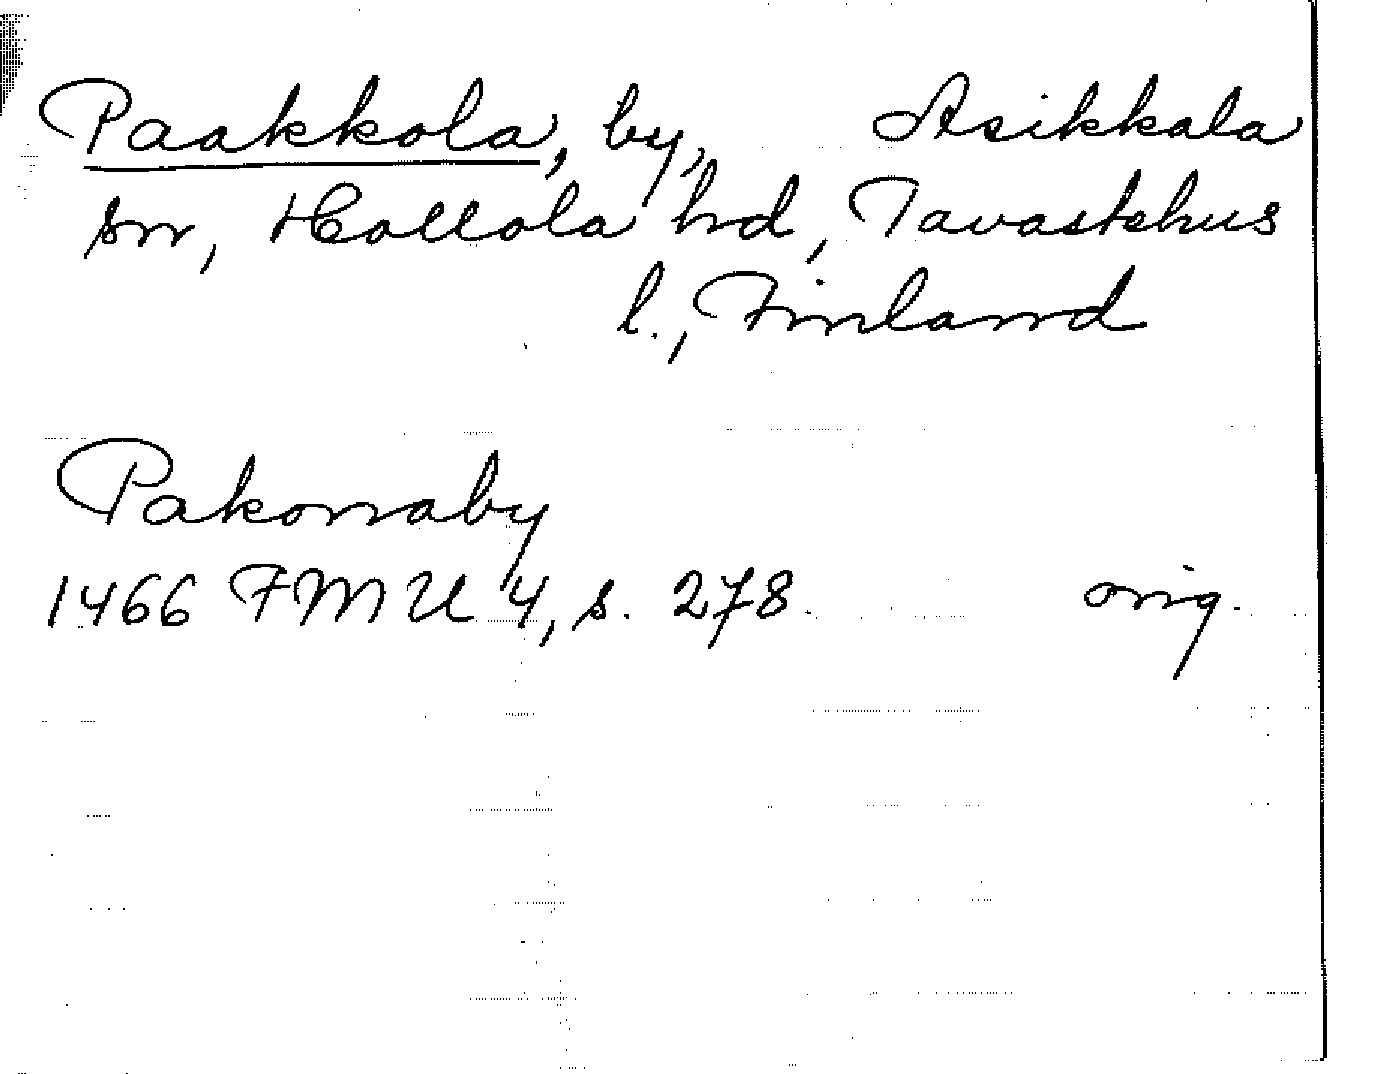 Paakkola, by, Asikkala
sn, Hollola hd, Tavastehus
l., Finland
Pakonaby
1466 FMU 4, s. 278. orig.